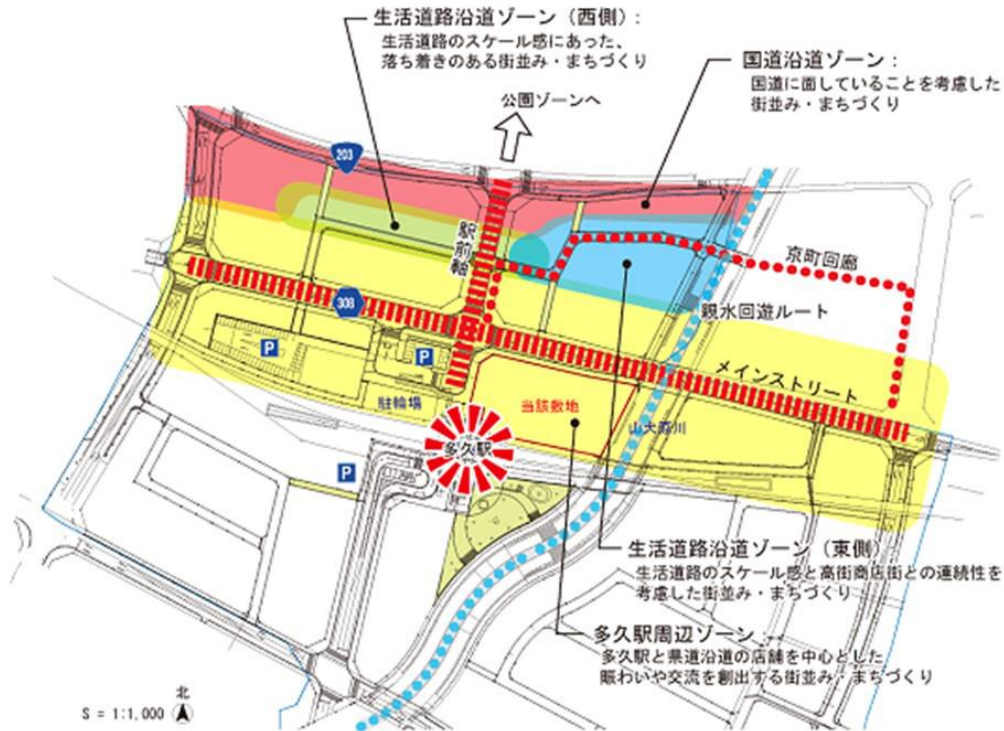 生活道路沿道ゾーン（西側）：
生活道路のスケール感にあった、
落ち着きのある街並み・まちづくり
国道沿道ゾーン：
国道に面していることを考慮した
街並み・まちづくり
公園ゾーンへ
203
駅前軸
京町回廊
308
親水回遊ルート
メインストリート
P
P
駐輪場
当該敷地
山犬原川
多久駅
P
生活道路沿道ゾーン（東側）
生活道路のスケール感と高街商店街との連続性を
考慮した街並み・まちづくり
多久駅周辺ゾーン：
多久駅と県道沿道の店舗を中心とした
賑わいや交流を創出する街並み・まちづくり
北
S = 1:1,000